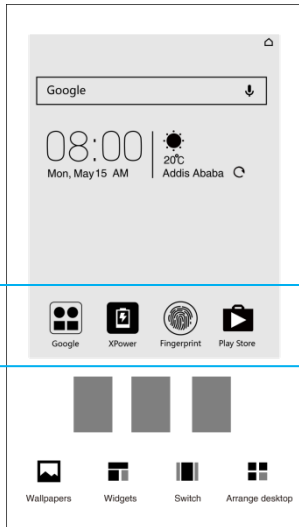 Google
08:00
Mon, May15 AM
20℃
Addis Ababa
Google XPower Fingerprint Play Store
Wallpapers Widgets Switch Arrange desktop